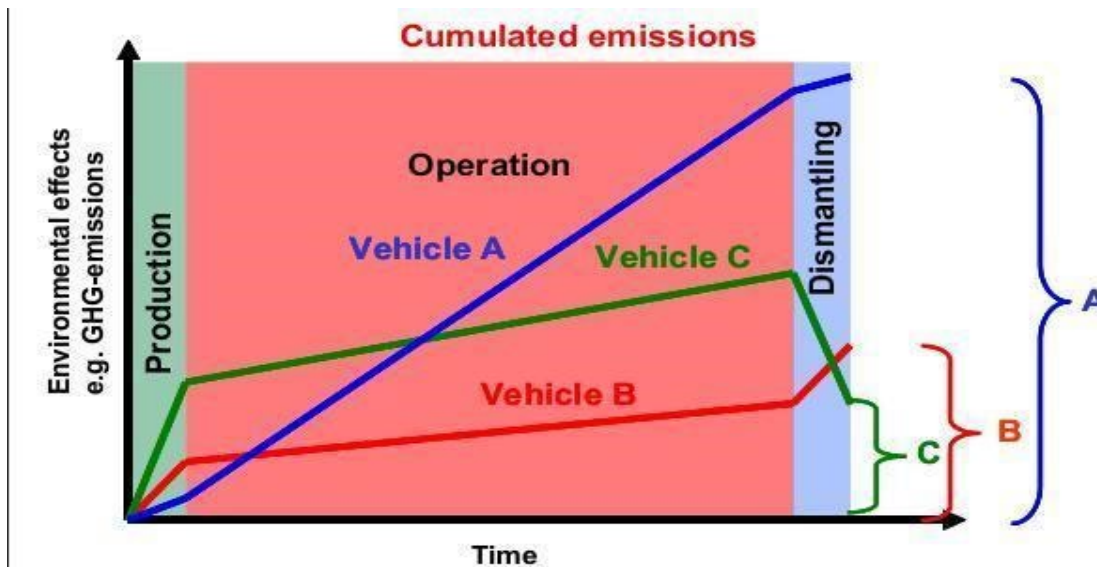 Cumulated emissions
Environmental effects
e.g. GHG-emissions
Production
Operation
Dismantling
Vehicle A
Vehicle C
Vehicle B
A
B
C
Time